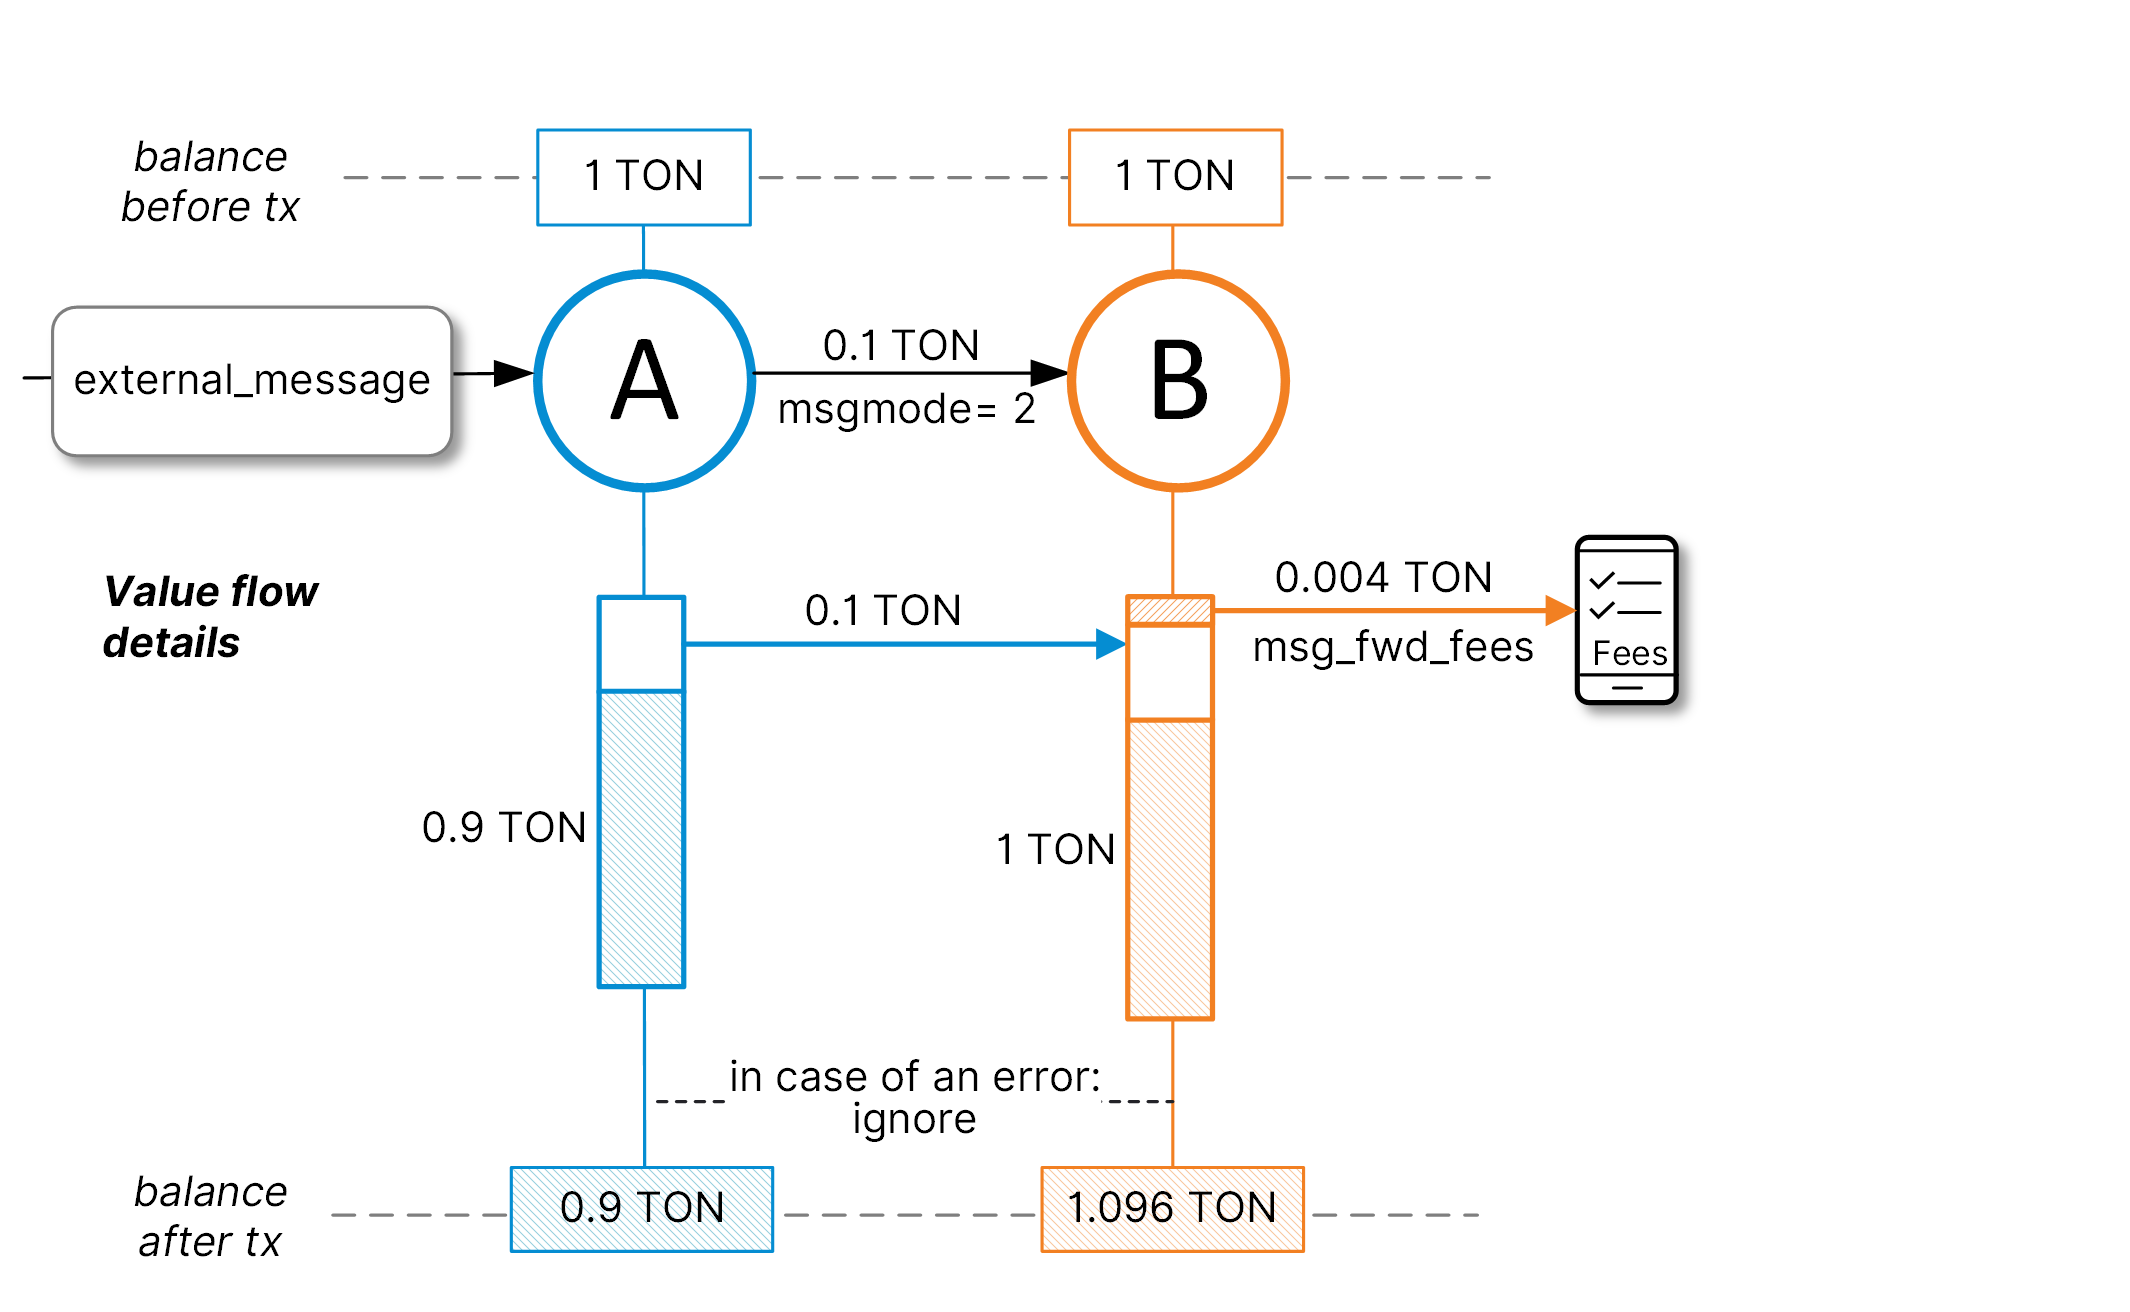 balance
before tx
1 TON
1 TON
external_message
A
0.1 TON
msgmode= 2
B
Value flow
details
0.1 TON
0.004 TON
msg_fwd_fees
Fees
0.9 TON
1 TON
in case of an error:
ignore
balance
after tx
0.9 TON
1.096 TON